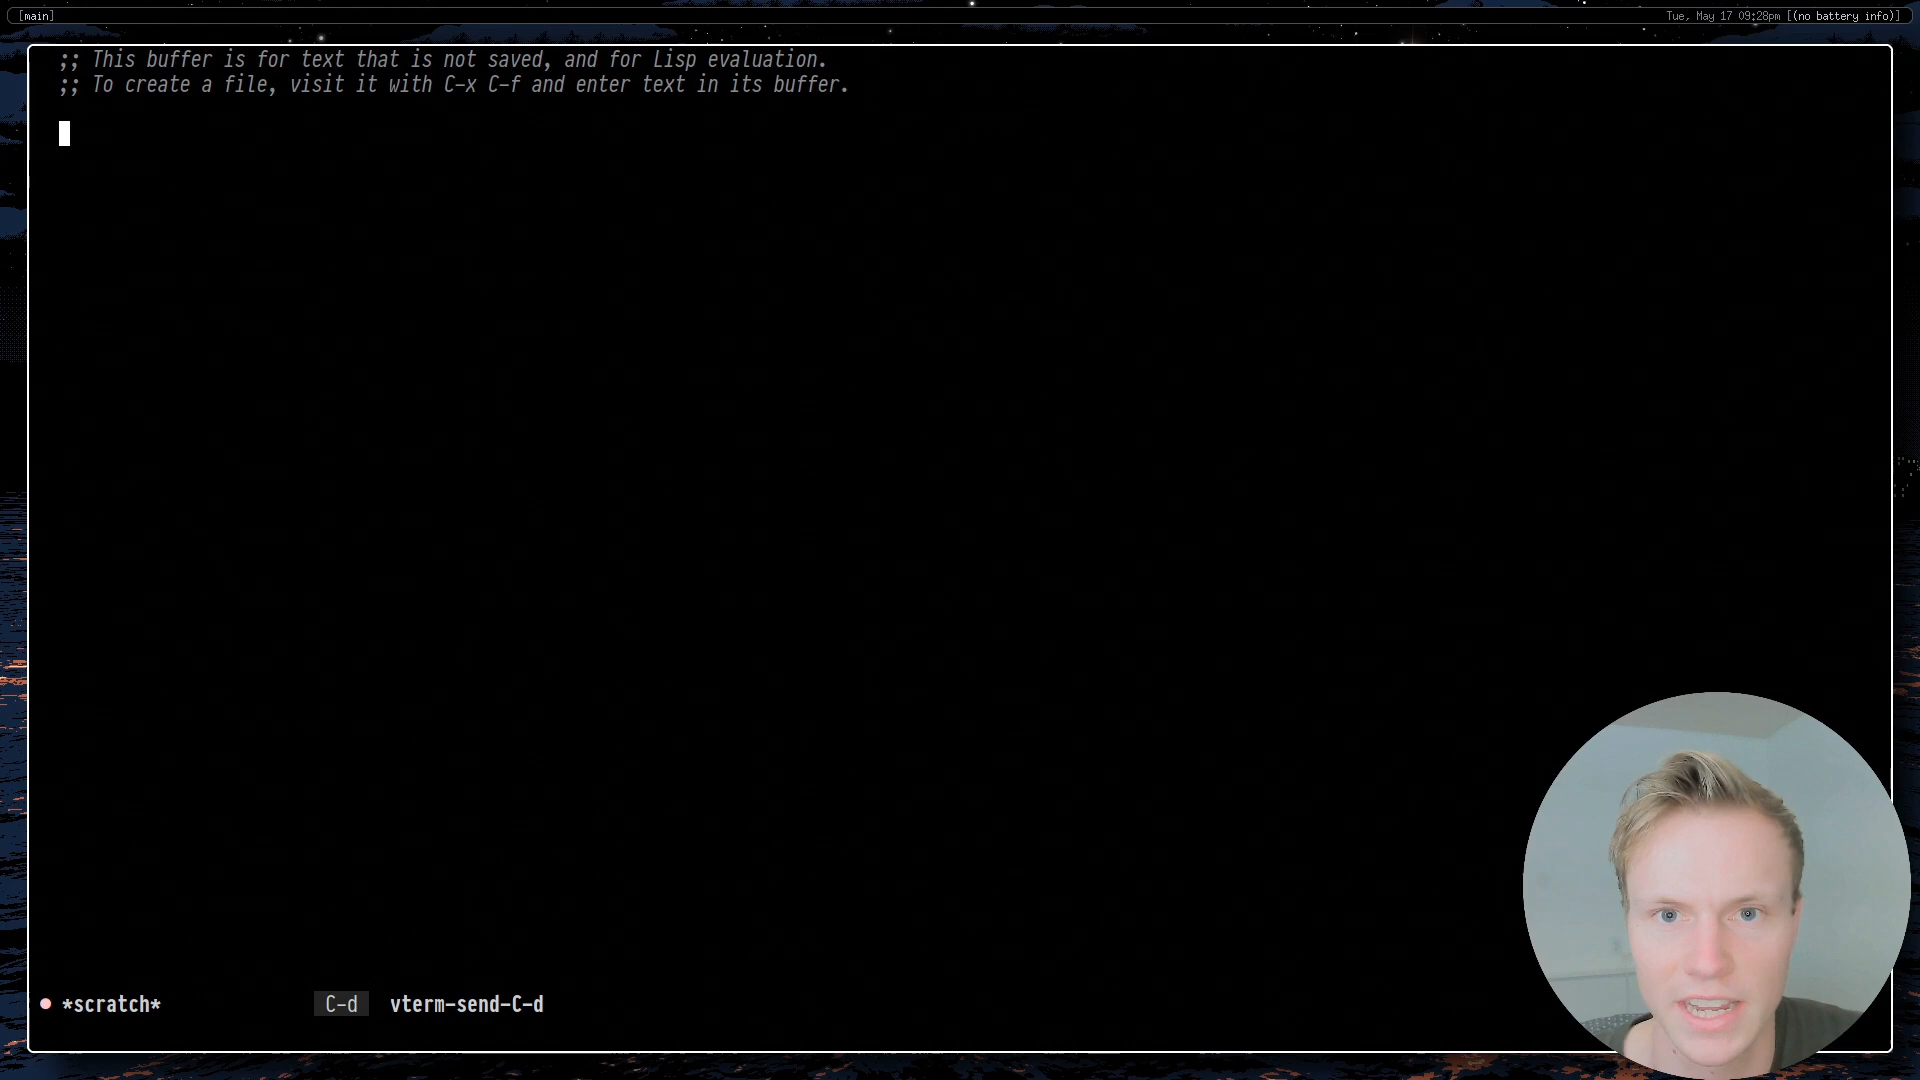 [main]
Tue, May 17 09:28pm [(no battery info)]
;; This buffer is for text that is not saved, and for Lisp evaluation.
;; To create a file, visit it with C-x C-f and enter text in its buffer.
*scratch* C-d vterm-send-C-d